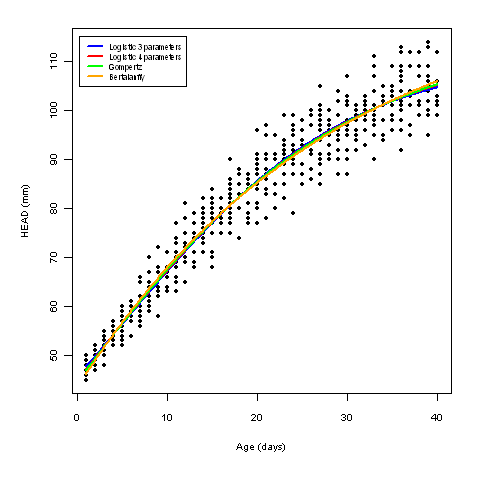 Logistic 3 parameters
Logistic 4 parameters
Gompertz
Bertalanffy
HEAD (mm)
110
100
90
80
70
60
50
0 10 20 30 40
Age (days)